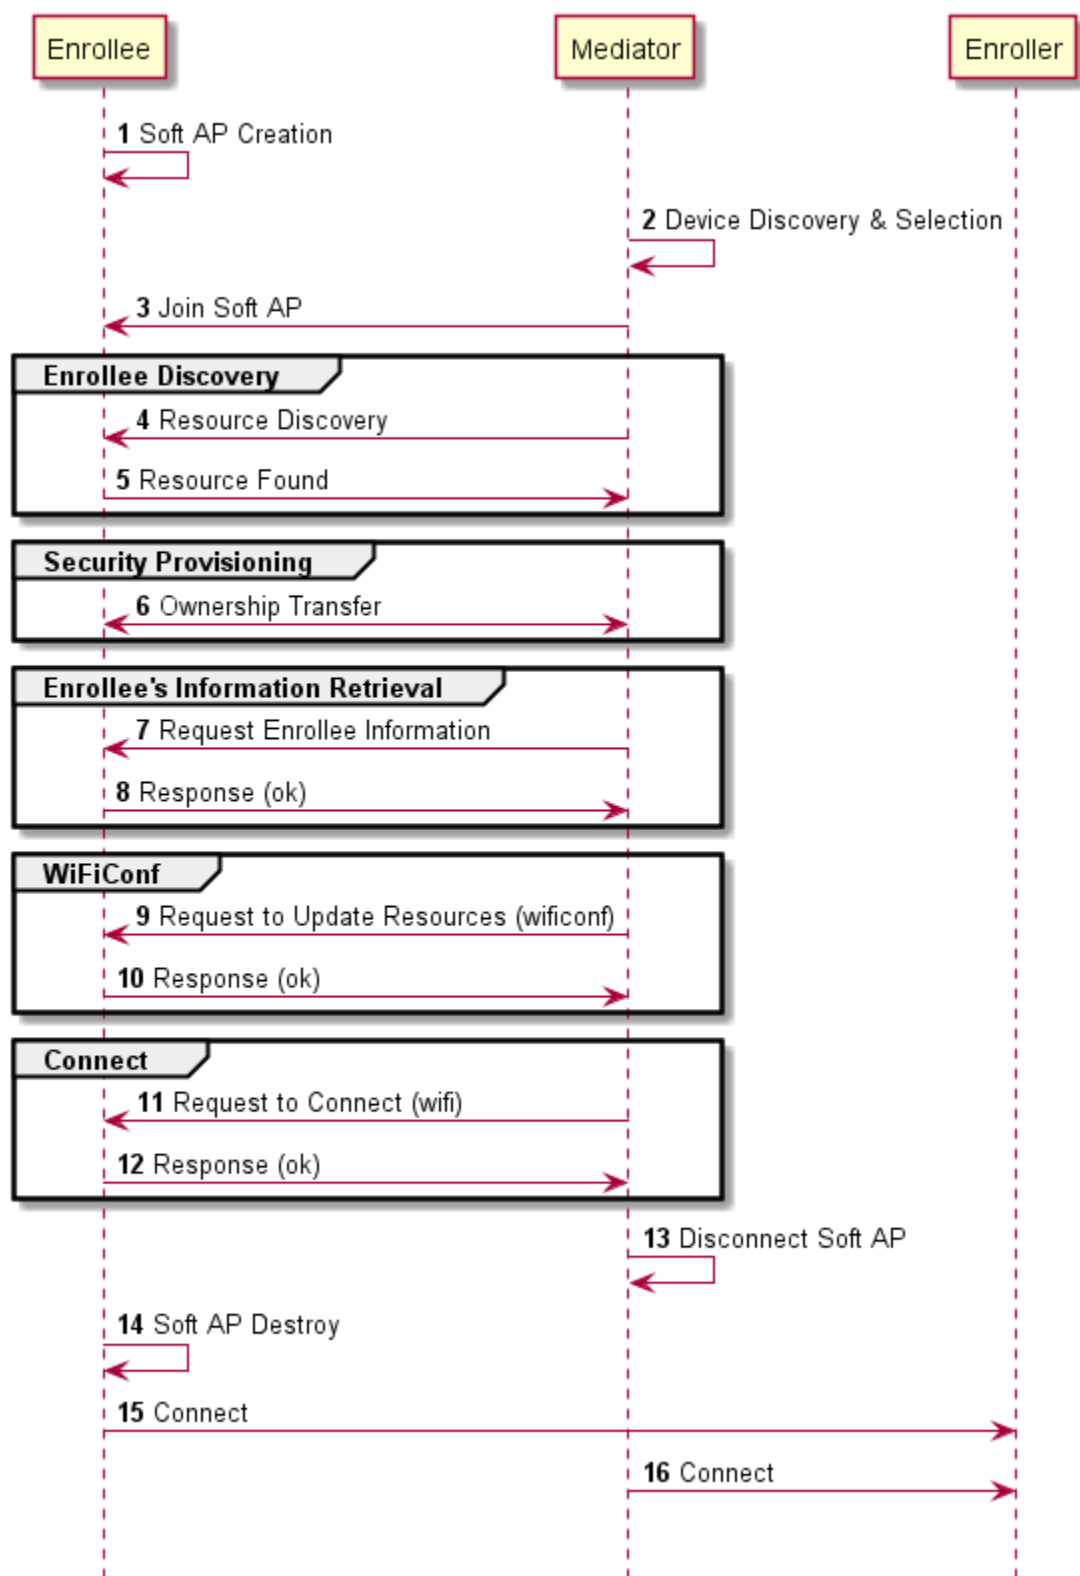 Enrollee
Mediator
Enroller
1 Soft AP Creation
2 Device Discovery & Selection
3 Join Soft AP
Enrollee Discovery
4 Resource Discovery
5 Resource Found
Security Provisioning
6 Ownership Transfer
Enrollee's Information Retrieval
7 Request Enrollee Information
8 Response (ok)
WiFiConf
9 Request to Update Resources (wificonf)
10 Response (ok)
Connect
11 Request to Connect (wifi)
12 Response (ok)
13 Disconnect Soft AP
14 Soft AP Destroy
15 Connect
16 Connect